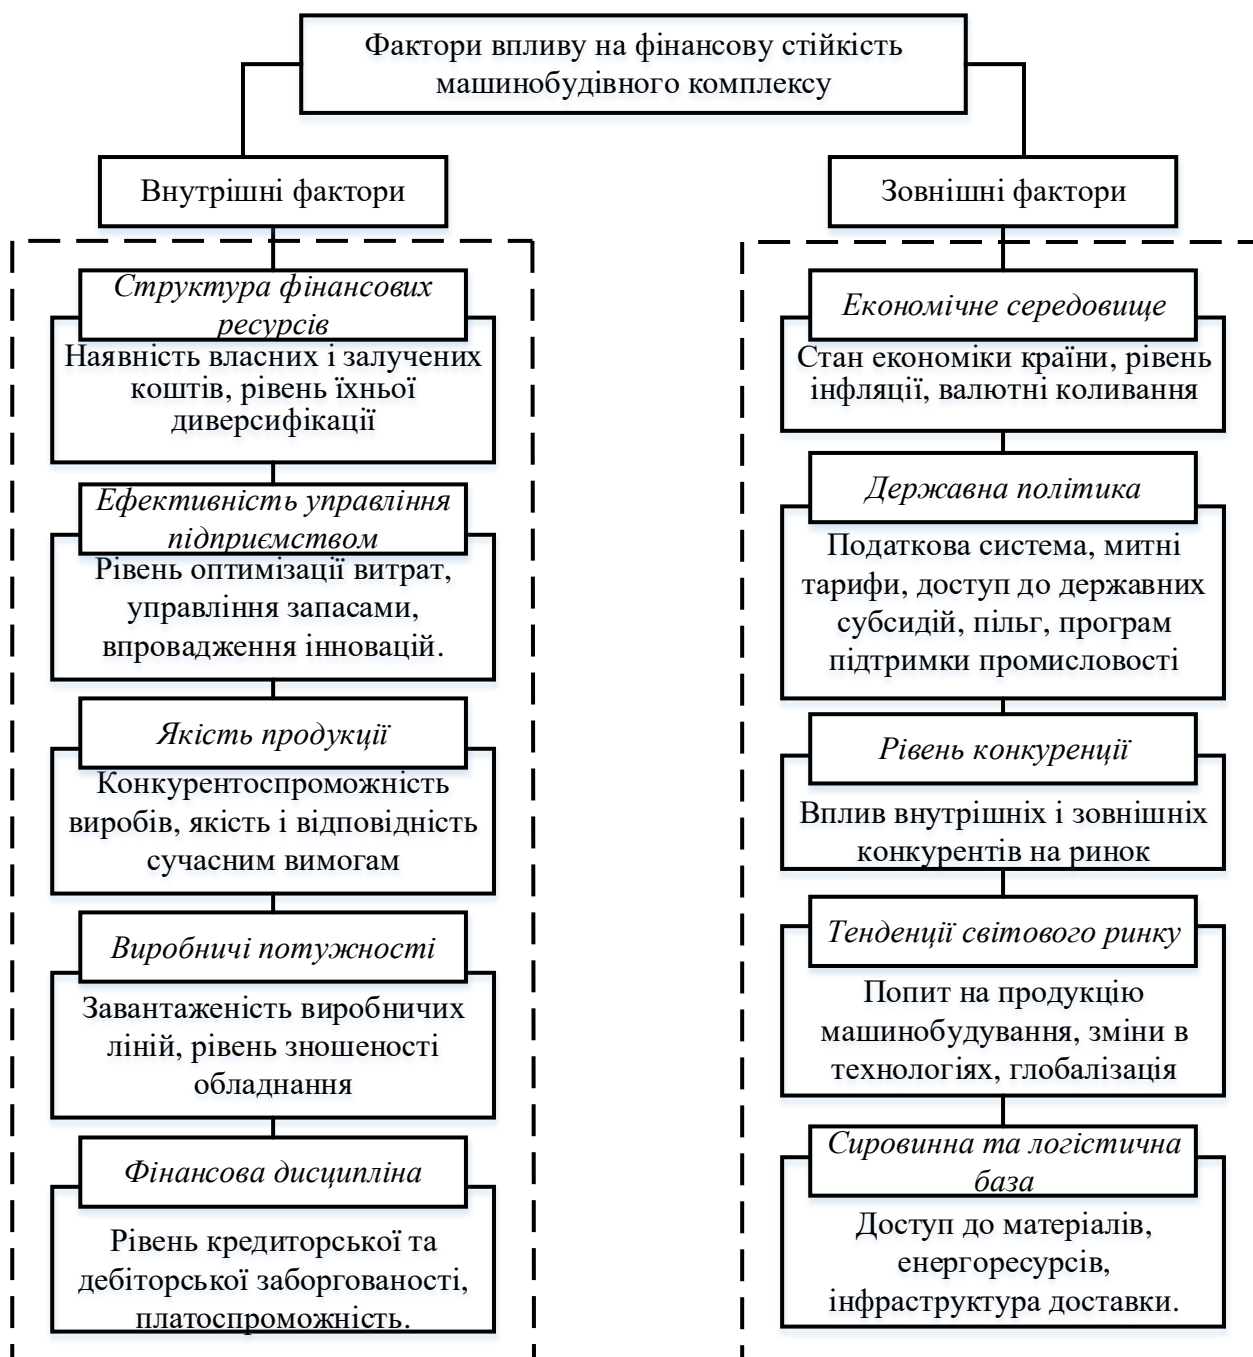 Фактори впливу на фінансову стійкість
машинобудівного комплексу
Внутрішні фактори
Структура фінансових
ресурсів
Наявність власних і залучених
коштів, рівень їхньої
диверсифікації
Ефективність управління
підприємством
Рівень оптимізації витрат,
управління запасами,
впровадження інновацій.
Якість продукції
Конкурентоспроможність
виробів, якість і відповідність
сучасним вимогам
Виробничі потужності
Завантаженість виробничих
ліній, рівень зношеності
обладнання
Фінансова дисципліна
Рівень кредиторської та
дебіторської заборгованості,
платоспроможність.
Зовнішні фактори
Економічне середовище
Стан економіки країни, рівень
інфляції, валютні коливання
Державна політика
Податкова система, митні
тарифи, доступ до державних
субсидій, пільг, програм
підтримки промисловості
Рівень конкуренції
Вплив внутрішніх і зовнішніх
конкурентів на ринок
Тенденції світового ринку
Попит на продукцію
машинобудування, зміни в
технологіях, глобалізація
Сировинна та логістична
база
Доступ до матеріалів,
енергоресурсів,
інфраструктура доставки.